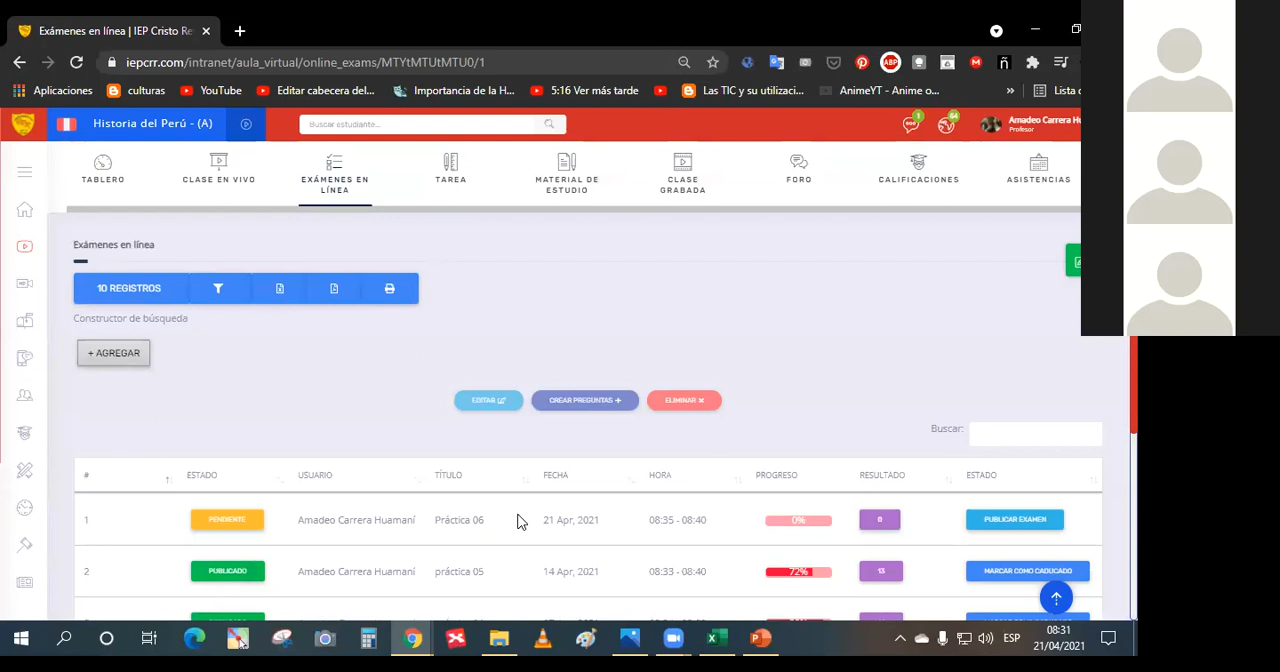 Exámenes en línea | IEP Cristo Re
iepcrr.com/intranet/aula_virtual/online_exams/MTYtMTUtMTU0/1
Aplicaciones culturas YouTube Editar cabecera del... Importancia de la H... 5:16 Ver más tarde Las TIC y su utilizaci... AnimeYT - Anime o... » Lista d
Historia del Perú - (A) Buscar estudiante... 1 64 Amadeo Carrera Hu
Profesor
TABLERO CLASE EN VIVO EXÁMENES EN LÍNEA TAREA MATERIAL DE ESTUDIO CLASE GRABADA FORO CALIFICACIONES ASISTENCIAS
Exámenes en línea
10 REGISTROS
Constructor de búsqueda
+ AGREGAR
EDITAR CREAR PREGUNTAS + ELIMINAR ×
Buscar:
# ESTADO USUARIO TÍTULO FECHA HORA PROGRESO RESULTADO ESTADO
1 PENDIENTE Amadeo Carrera Huamaní Práctica 06 21 Apr, 2021 08:35 - 08:40 0% 0 PUBLICAR EXAMEN
2 PUBLICADO Amadeo Carrera Huamaní práctica 05 14 Apr, 2021 08:33 - 08:40 72% MARCAR COMO CADUCADO
ESP 08:31
21/04/2021